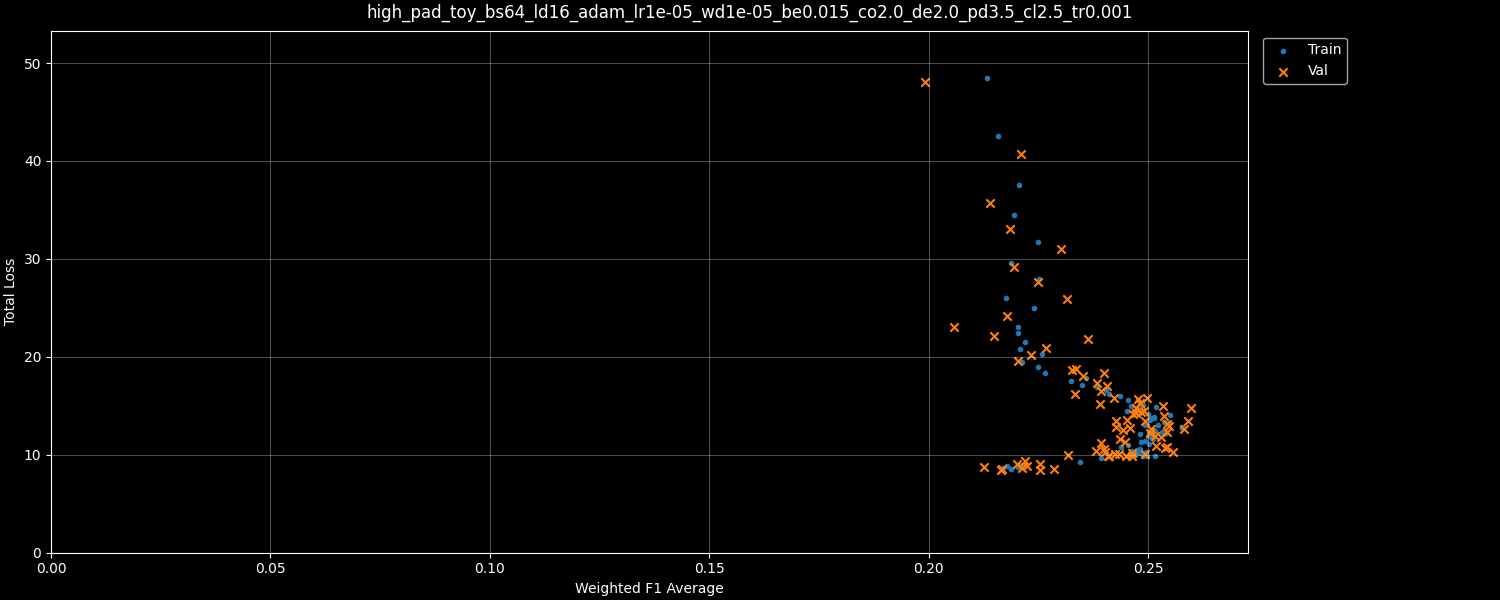 high_pad_toy_bs64_ld16_adam_lr1e-05_wd1e-05_be0.015_co2.0_de2.0_pd3.5_cl2.5_tr0.001
Train
Val
Total Loss
50
40
30
20
10
0
0.00 0.05 0.10 0.15 0.20 0.25
Weighted F1 Average